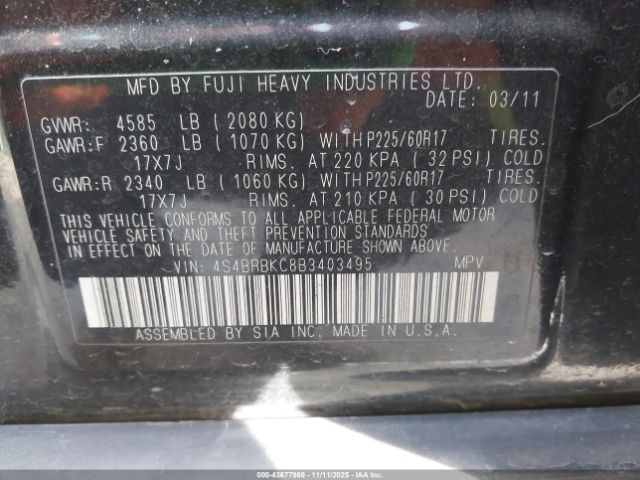 MFD BY FUJI HEAVY INDUSTRIES LTD.
DATE: 03/11
GVWR: 4585 LB (2080 KG)
GAWR:F 2360 LB (1070 KG) WITH P225/60R17 TIRES.
17X7J RIMS. AT 220 KPA (32 PSI) COLD
GAWR:R 2340 LB (1060 KG) WITH P225/60R17 TIRES.
17X7J RIMS. AT 210 KPA (30 PSI) COLD
THIS VEHICLE CONFORMS TO ALL APPLICABLE FEDERAL MOTOR
VEHICLE SAFETY AND THEFT PREVENTION STANDARDS
IN EFFECT ON THE DATE OF MANUFACTURE SHOWN ABOVE.
VIN: 4S4BRBKC8B3403495 MPV
ASSEMBLED BY SIA INC. MADE IN U.S.A.
000-43677969 - 11/11/2025 - IAAI.com